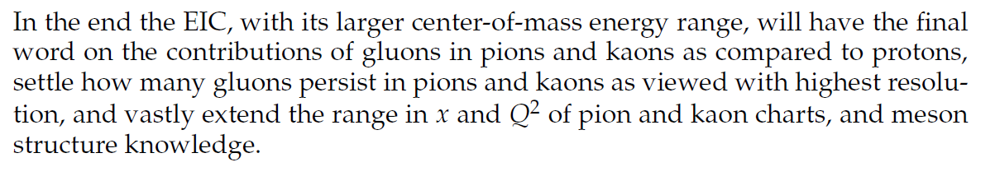 In the end the EIC, with its larger center-of-mass energy range, will have the final
word on the contributions of gluons in pions and kaons as compared to protons,
settle how many gluons persist in pions and kaons as viewed with highest resolu-
tion, and vastly extend the range in x and Q² of pion and kaon charts, and meson
structure knowledge.